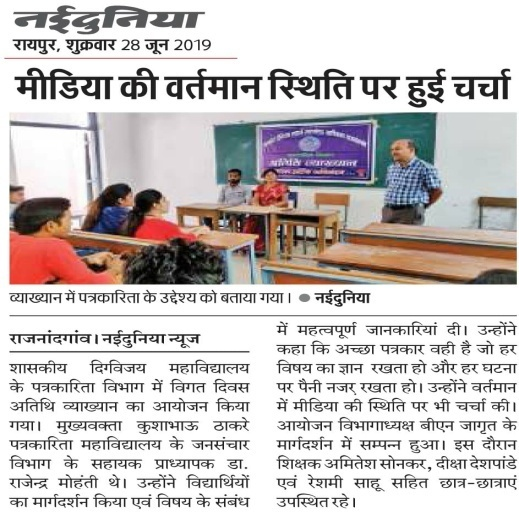 नईदुनिया
रायपुर, शुक्रवार 28 जून 2019
मीडिया की वर्तमान स्थिति पर हुई चर्चा
अतिथि व्याख्यान
व्याख्यान में पत्रकारिता के उद्देश्य को बताया गया। ● नईदुनिया
राजनांदगांव। नईदुनिया न्यूज
शासकीय दिग्विजय महाविद्यालय
के पत्रकारिता विभाग में विगत दिवस
अतिथि व्याख्यान का आयोजन किया
गया। मुख्यवक्ता कुशाभाऊ ठाकरे
पत्रकारिता महाविद्यालय के जनसंचार
विभाग के सहायक प्राध्यापक डा.
राजेन्द्र मोहंती थे। उन्होंने विद्यार्थियों
का मार्गदर्शन किया एवं विषय के संबंध
में महत्वपूर्ण जानकारियां दी। उन्होंने
कहा कि अच्छा पत्रकार वही है जो हर
विषय का ज्ञान रखता हो और हर घटना
पर पैनी नजर रखता हो। उन्होंने वर्तमान
में मीडिया की स्थिति पर भी चर्चा की।
आयोजन विभागाध्यक्ष बीएन जागृत के
मार्गदर्शन में सम्पन्न हुआ। इस दौरान
शिक्षक अमितेश सोनकर, दीक्षा देशपांडे
एवं रेशमी साहू सहित छात्र-छात्राएं
उपस्थित रहे।